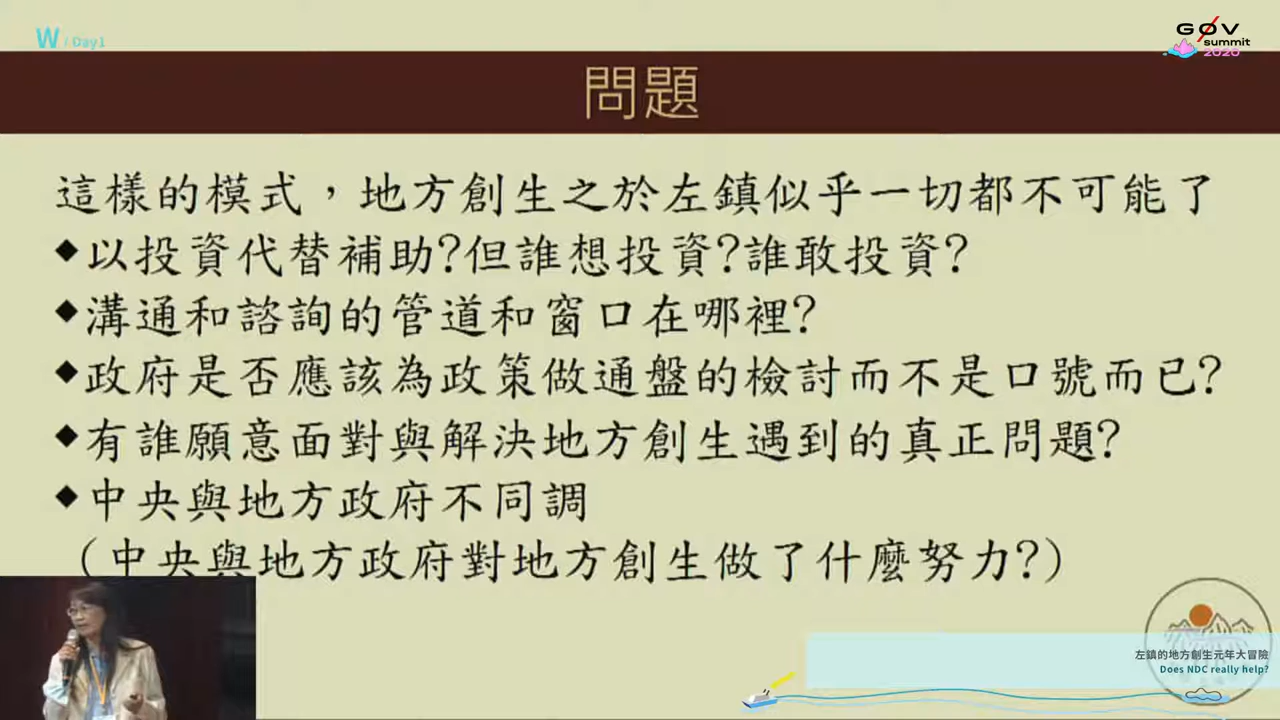 W / Day1
GØV
summit
2020
問題
這樣的模式，地方創生之於左鎮似乎一切都不可能了
◆以投資代替補助?但誰想投資?誰敢投資?
◆溝通和諮詢的管道和窗口在哪裡?
◆政府是否應該為政策做通盤的檢討而不是口號而已?
◆有誰願意面對與解決地方創生遇到的真正問題?
◆中央與地方政府不同調
（中央與地方政府對地方創生做了什麼努力?）
左鎮的地方創生元年大冒險
Does NDC really help?